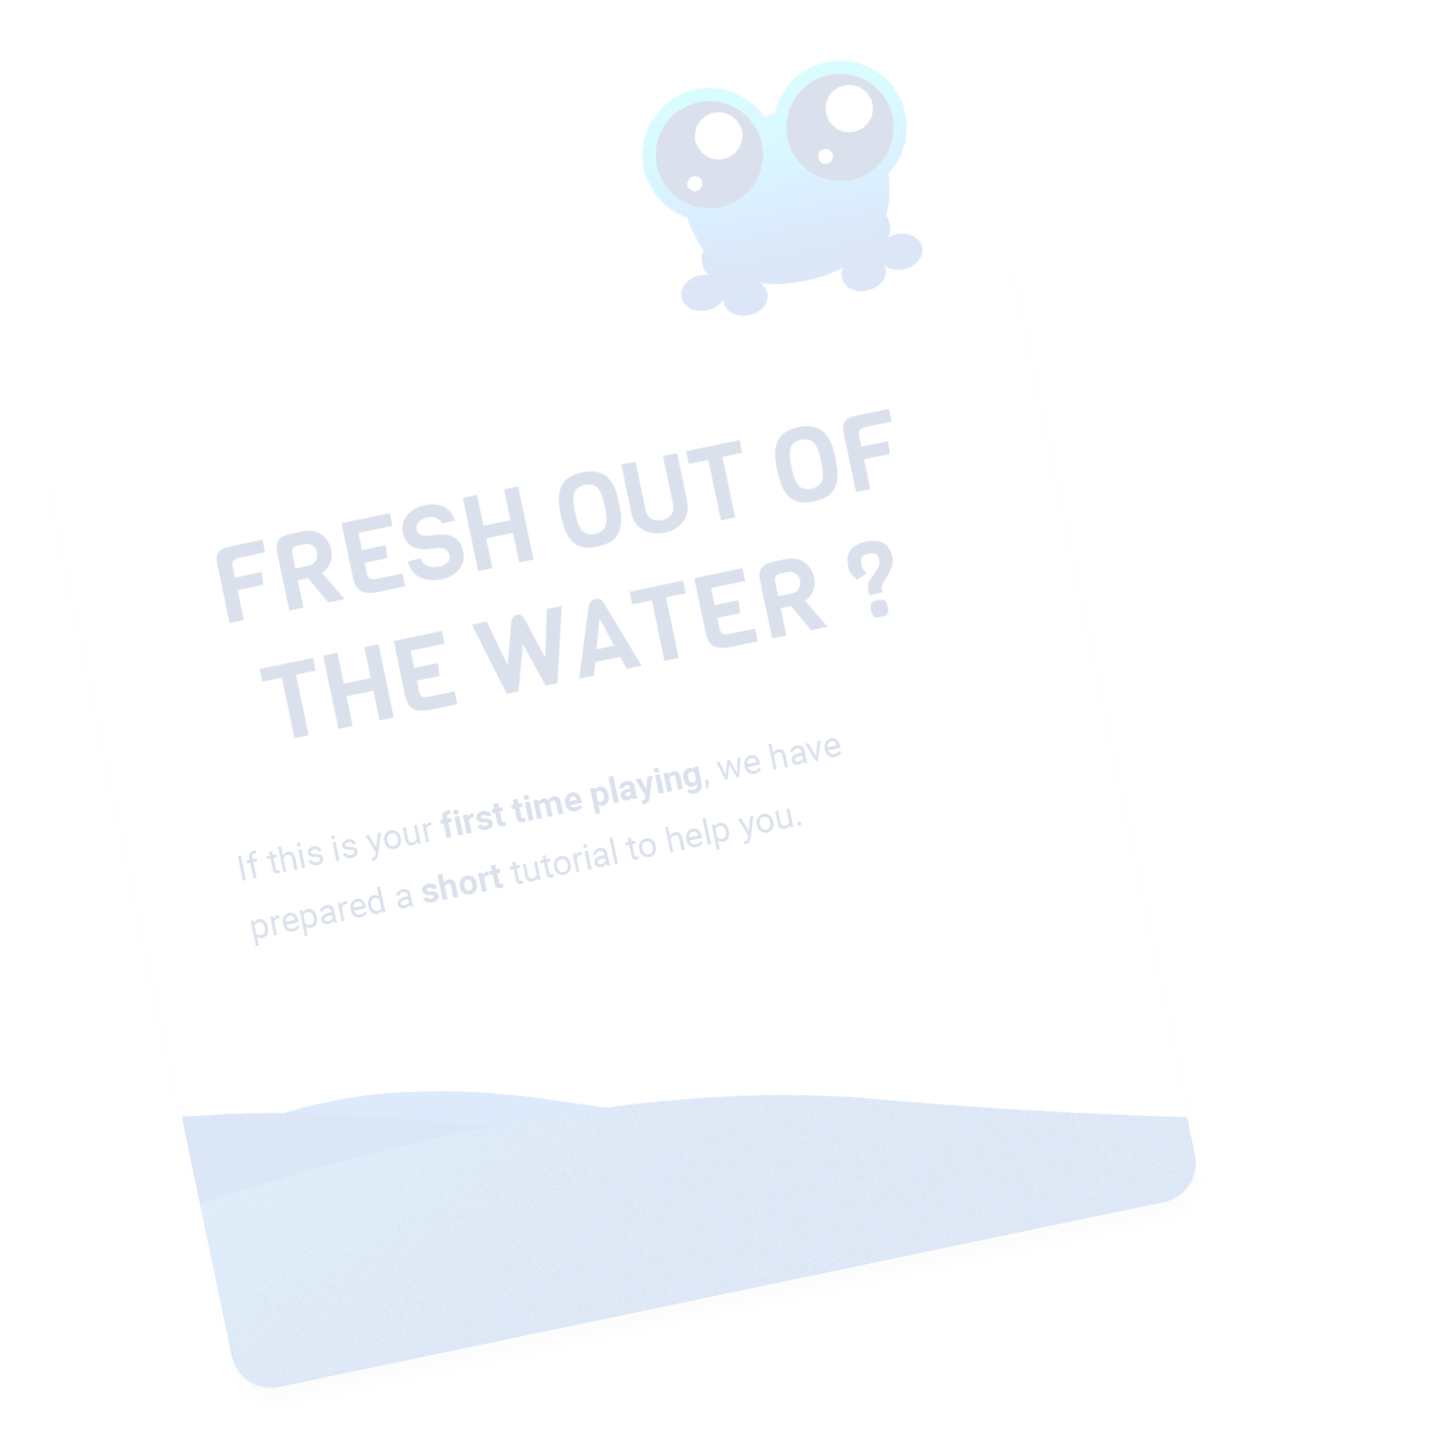 FRESH OUT OF
THE WATER ?
If this is your first time playing, we have
prepared a short tutorial to help you.